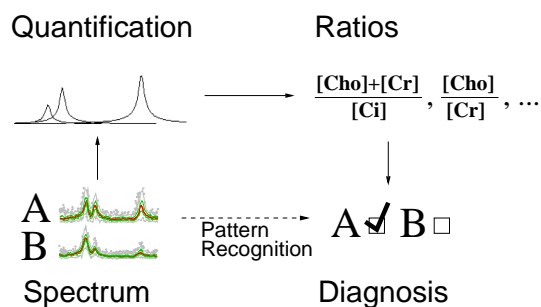 Quantification
Ratios
[Cho]+[Cr]
[Ci]
,
[Cho]
[Cr]
, ...
A
B
Pattern
Recognition
A B
Spectrum
Diagnosis